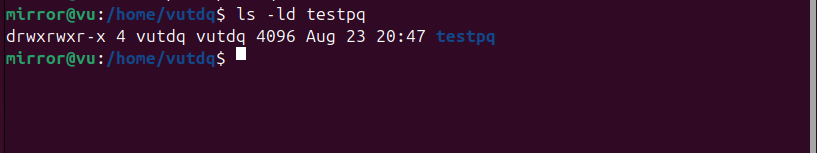 mirror@vu:/home/vutdq$ ls -ld testpq
drwxrwxr-x 4 vutdq vutdq 4096 Aug 23 20:47 testpq
mirror@vu:/home/vutdq$